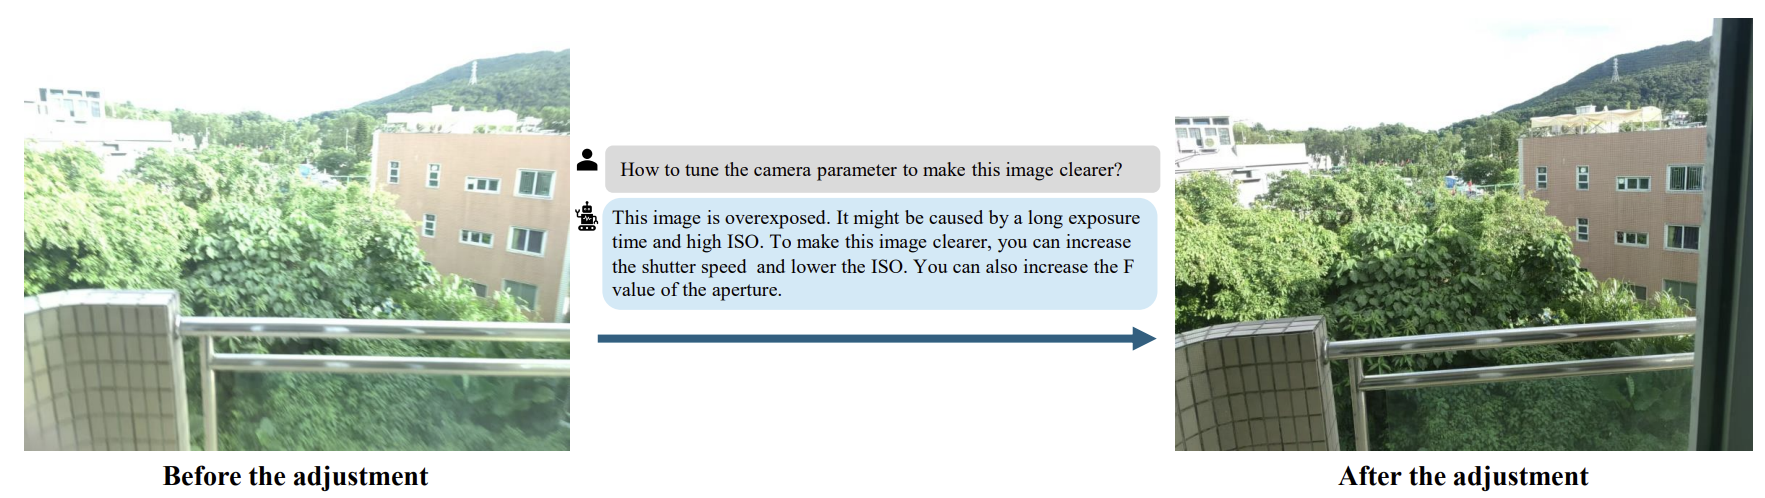 How to tune the camera parameter to make this image clearer?
This image is overexposed. It might be caused by a long exposure
time and high ISO. To make this image clearer, you can increase
the shutter speed and lower the ISO. You can also increase the F
value of the aperture.
Before the adjustment
After the adjustment